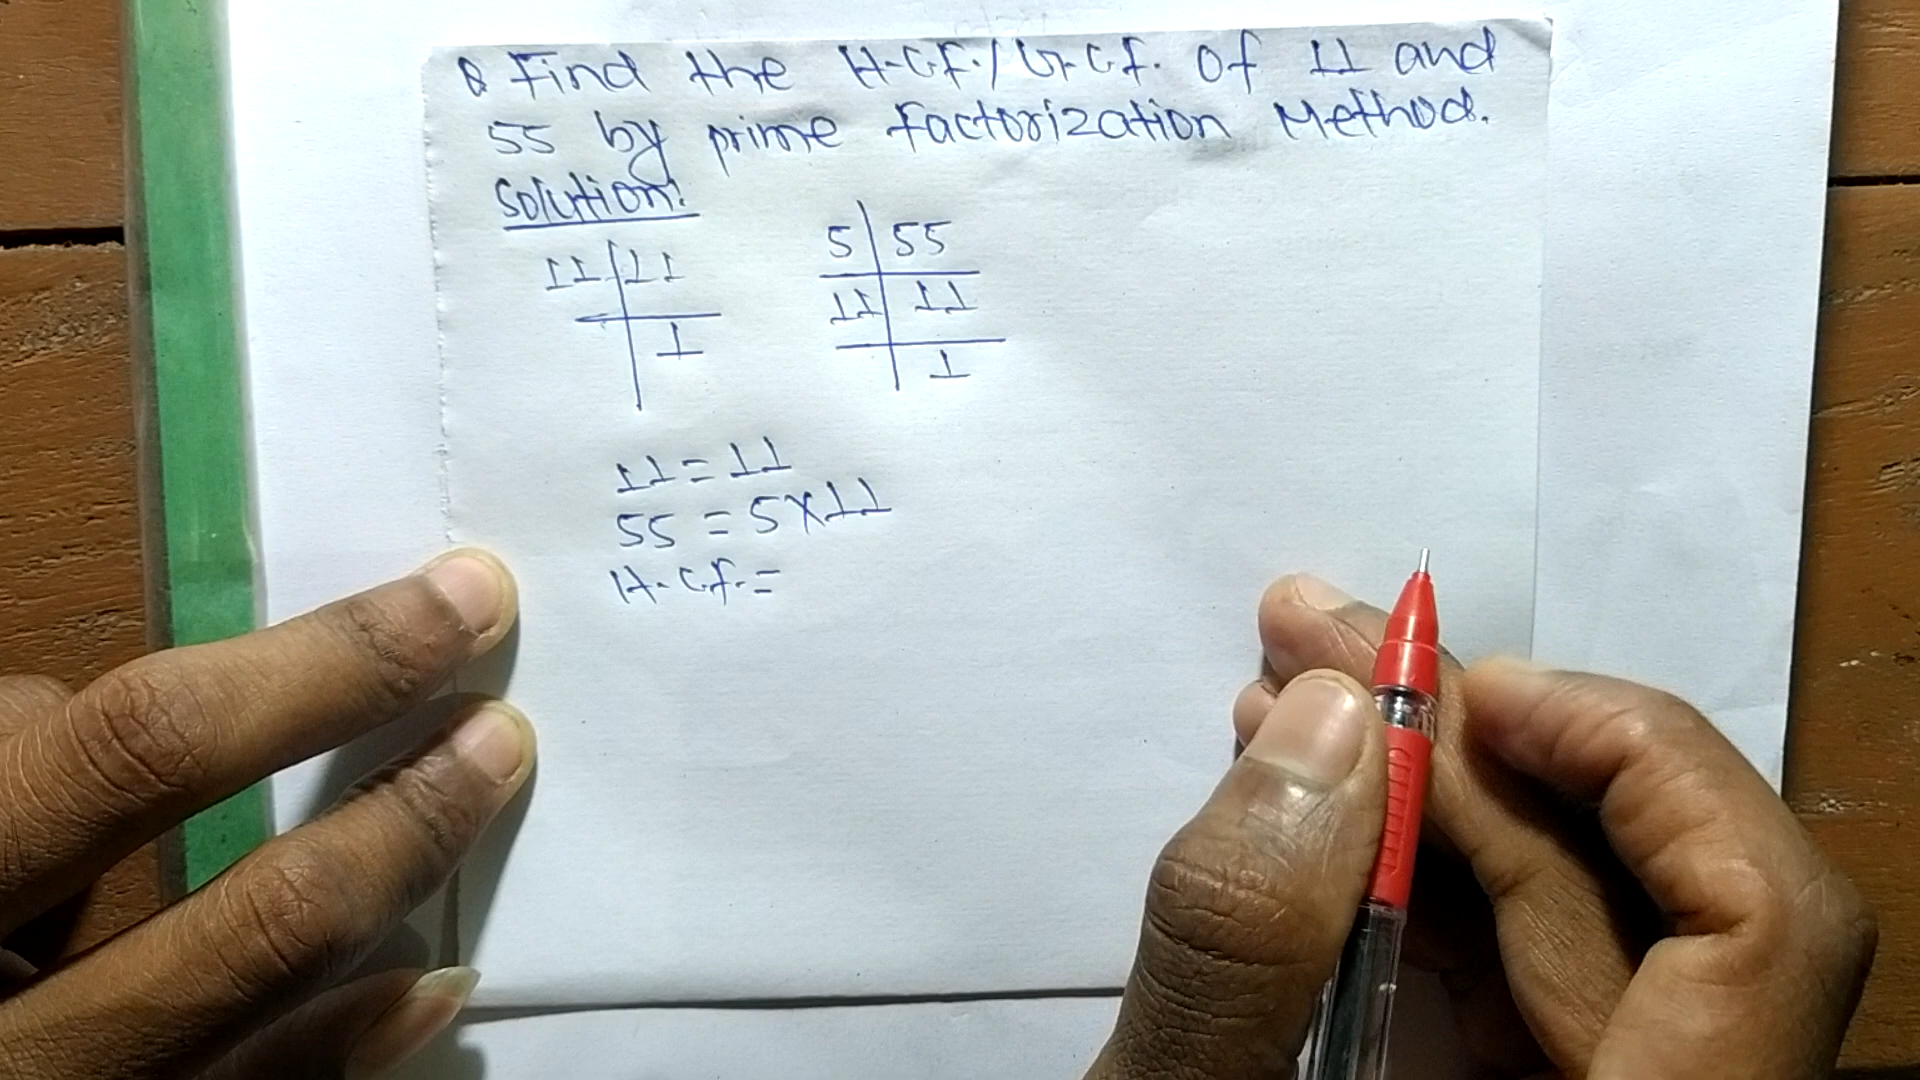 Q Find the H.C.F./G.C.F. of 11 and
55 by prime factorization Method.
Solution:
11 | 11
1
5 | 55
11 | 11
1
11 = 11
55 = 5×11
H.C.F. =